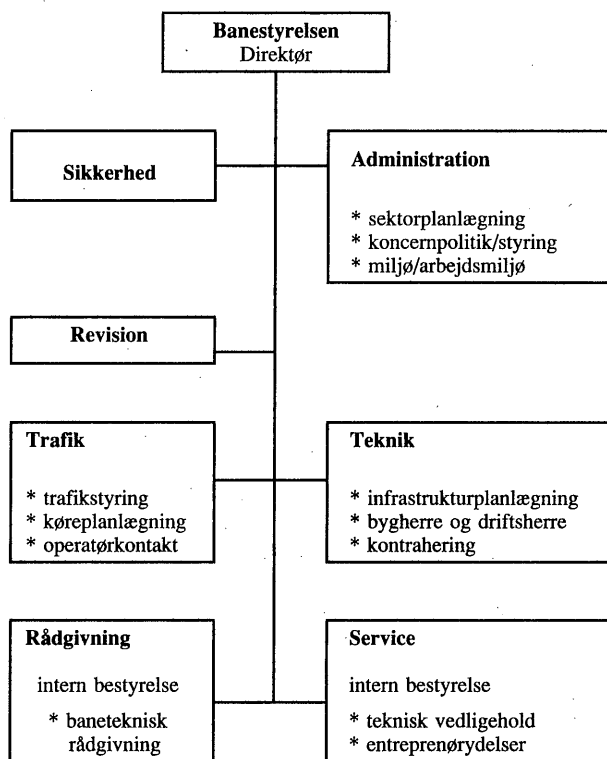 Banestyrelsen
Direktør
Sikkerhed
Administration
* sektorplanlægning
* koncernpolitik/styring
* miljø/arbejdsmiljø
Revision
Trafik
* trafikstyring
* køreplanlægning
* operatørkontakt
Teknik
* infrastrukturplanlægning
* bygherre og driftsherre
* kontrahering
Rådgivning
intern bestyrelse
* baneteknisk
rådgivning
Service
intern bestyrelse
* teknisk vedligehold
* entreprenørydelser